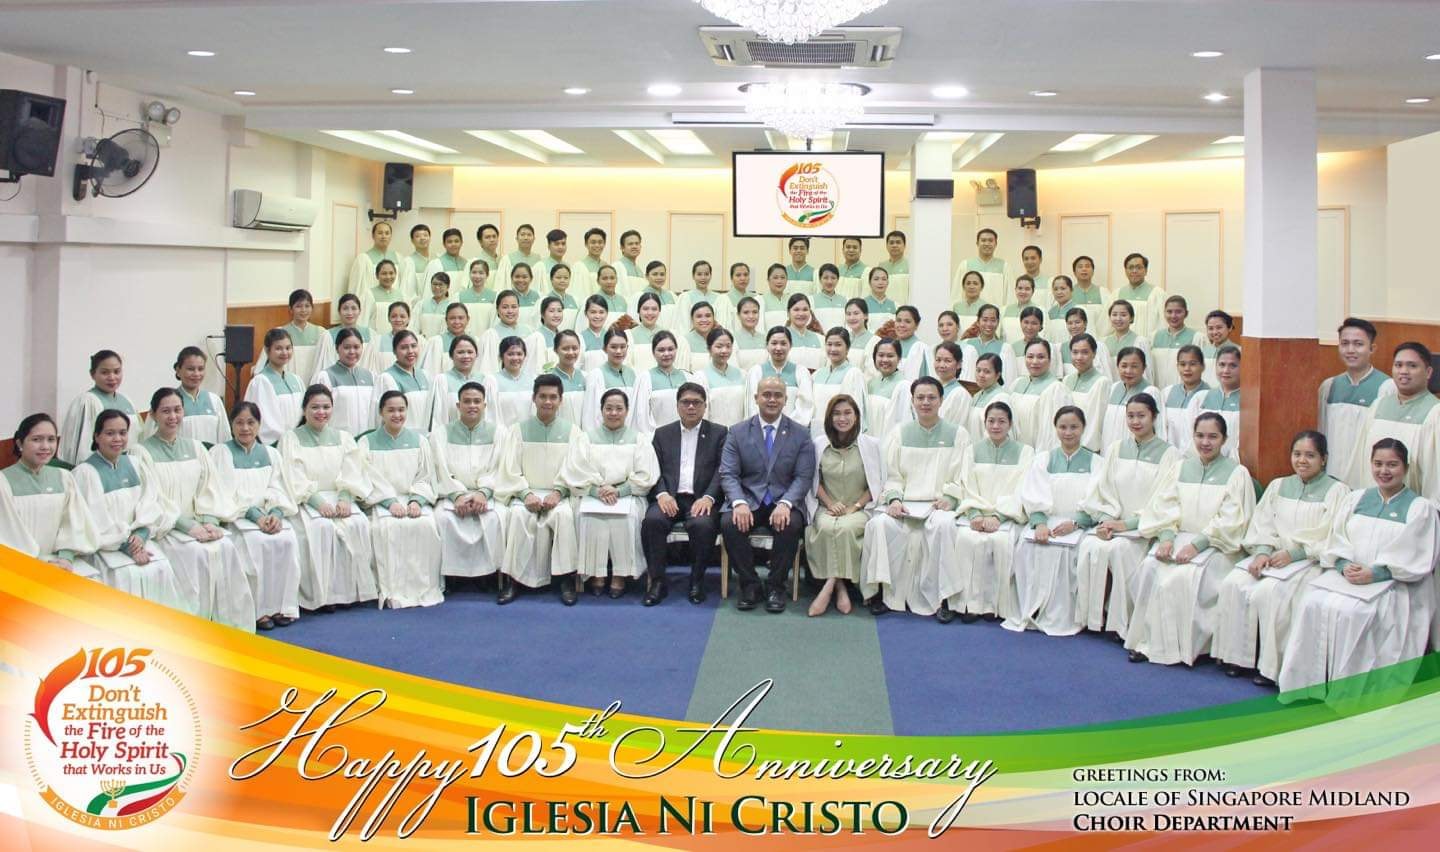 105
Don't
Extinguish
the Fire of the
Holy Spirit
that Works in Us
105
Don't
Extinguish
the Fire of the
Holy Spirit
that Works in Us
IGLESIA NI CRISTO
Happy 105th Anniversary
IGLESIA NI CRISTO
GREETINGS FROM:
LOCALE OF SINGAPORE MIDLAND
CHOIR DEPARTMENT